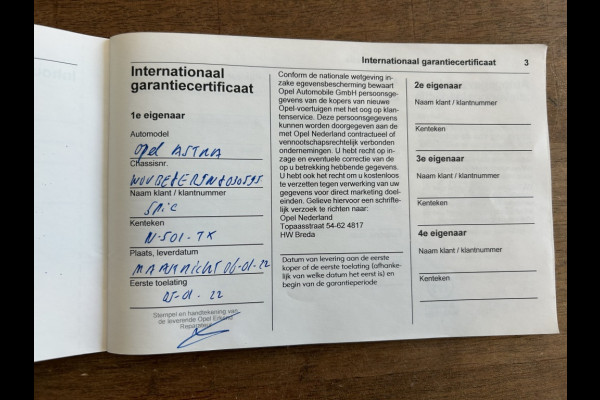 Internationaal garantiecertificaat 3
Internationaal
garantiecertificaat
1e eigenaar
Automodel
Opel ASTRA
Chassisnr.
Naam klant / klantnummer
Kenteken
N-501-TX
Plaats, leverdatum
MAASTRICHT 06-01-22
Eerste toelating
05-01-22
Stempel en handtekening van
de leverende Opel
Conform de nationale wetgeving in-
zake egevensbescherming bewaart
Opel Automobile GmbH persoonsge-
gevens van de kopers van nieuwe
Opel-voertuigen met het oog op klan-
tenservice. Deze persoonsgegevens
kunnen worden doorgegeven aan de
met Opel Nederland contractueel of
vennootschapsrechtelijk verbonden
ondernemingen. U hebt recht op in-
zage en eventuele correctie van de
op u betrekking hebbende gegevens.
U hebt ook het recht om u kosteloos
te verzetten tegen verwerking van uw
gegevens voor direct marketing doel-
einden. Gelieve hiervoor een schrifte-
lijk verzoek te richten naar:
Opel Nederland
Topaasstraat 54-62 4817
HW Breda
Datum van levering aan de eerste
koper of de eerste toelating (afhanke-
lijk van welke datum het eerst is) en
begin van de garantieperiode
2e eigenaar
Naam klant / klantnummer
Kenteken
3e eigenaar
Naam klant / klantnummer
Kenteken
4e eigenaar
Naam klant / klantnummer
Kenteken